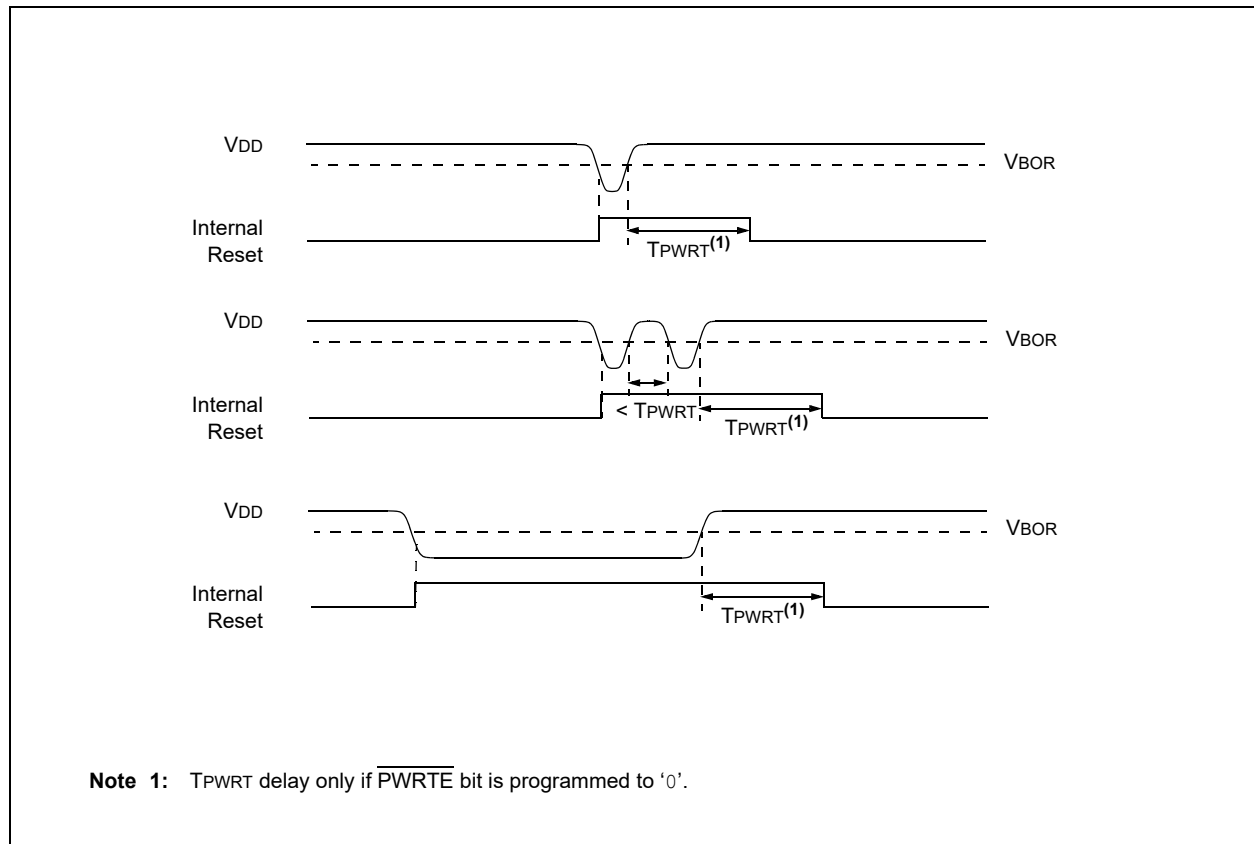 VDD
VBOR
Internal
Reset
TPWRT(1)
VDD
VBOR
Internal
Reset
< TPWRT
TPWRT(1)
VDD
VBOR
Internal
Reset
TPWRT(1)
Note 1: TPWRT delay only if PWRTE bit is programmed to ‘0’.